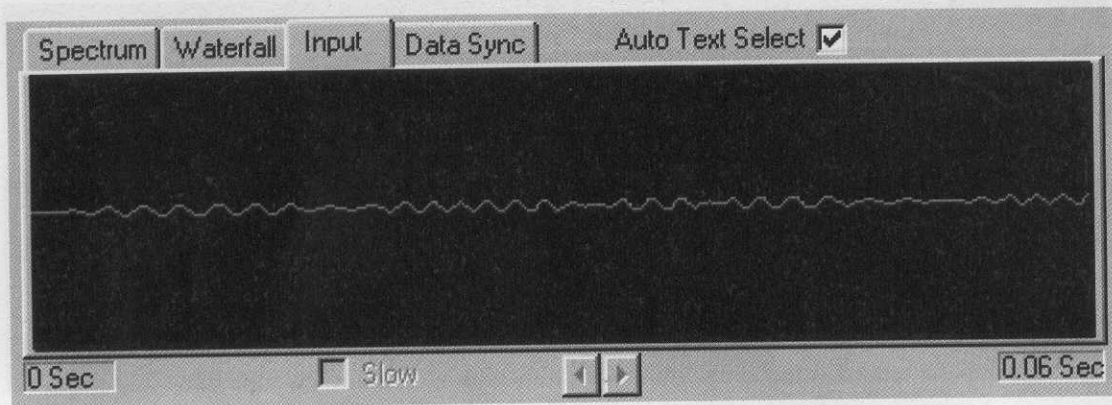 Spectrum Waterfall Input Data Sync Auto Text Select
0 Sec Slow 0.06 Sec